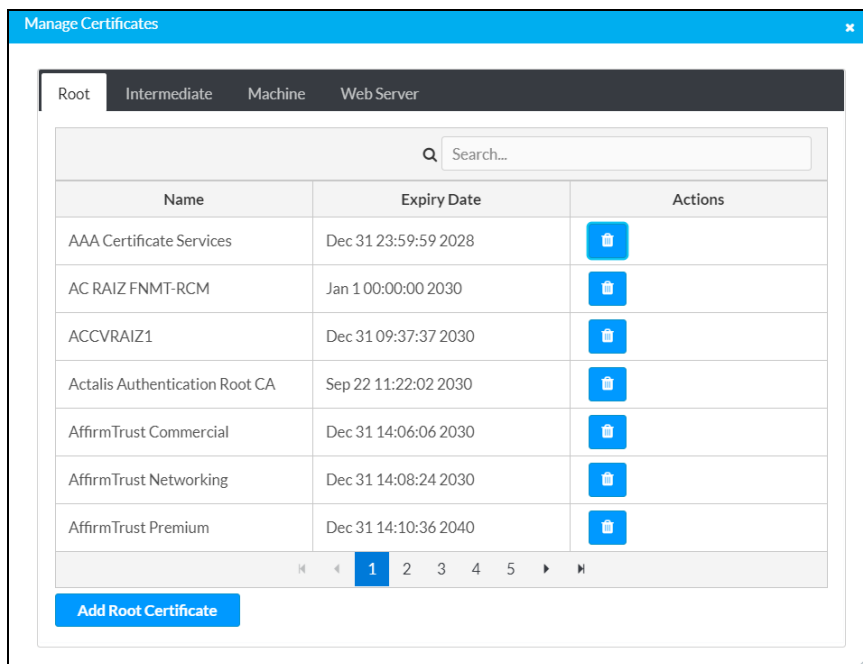 Manage Certificates
Root Intermediate Machine Web Server
Search...
Name Expiry Date Actions
AAA Certificate Services Dec 31 23:59:59 2028
AC RAIZ FNMT-RCM Jan 1 00:00:00 2030
ACCVRAIZ1 Dec 31 09:37:37 2030
Actalis Authentication Root CA Sep 22 11:22:02 2030
AffirmTrust Commercial Dec 31 14:06:06 2030
AffirmTrust Networking Dec 31 14:08:24 2030
AffirmTrust Premium Dec 31 14:10:36 2040
1 2 3 4 5
Add Root Certificate